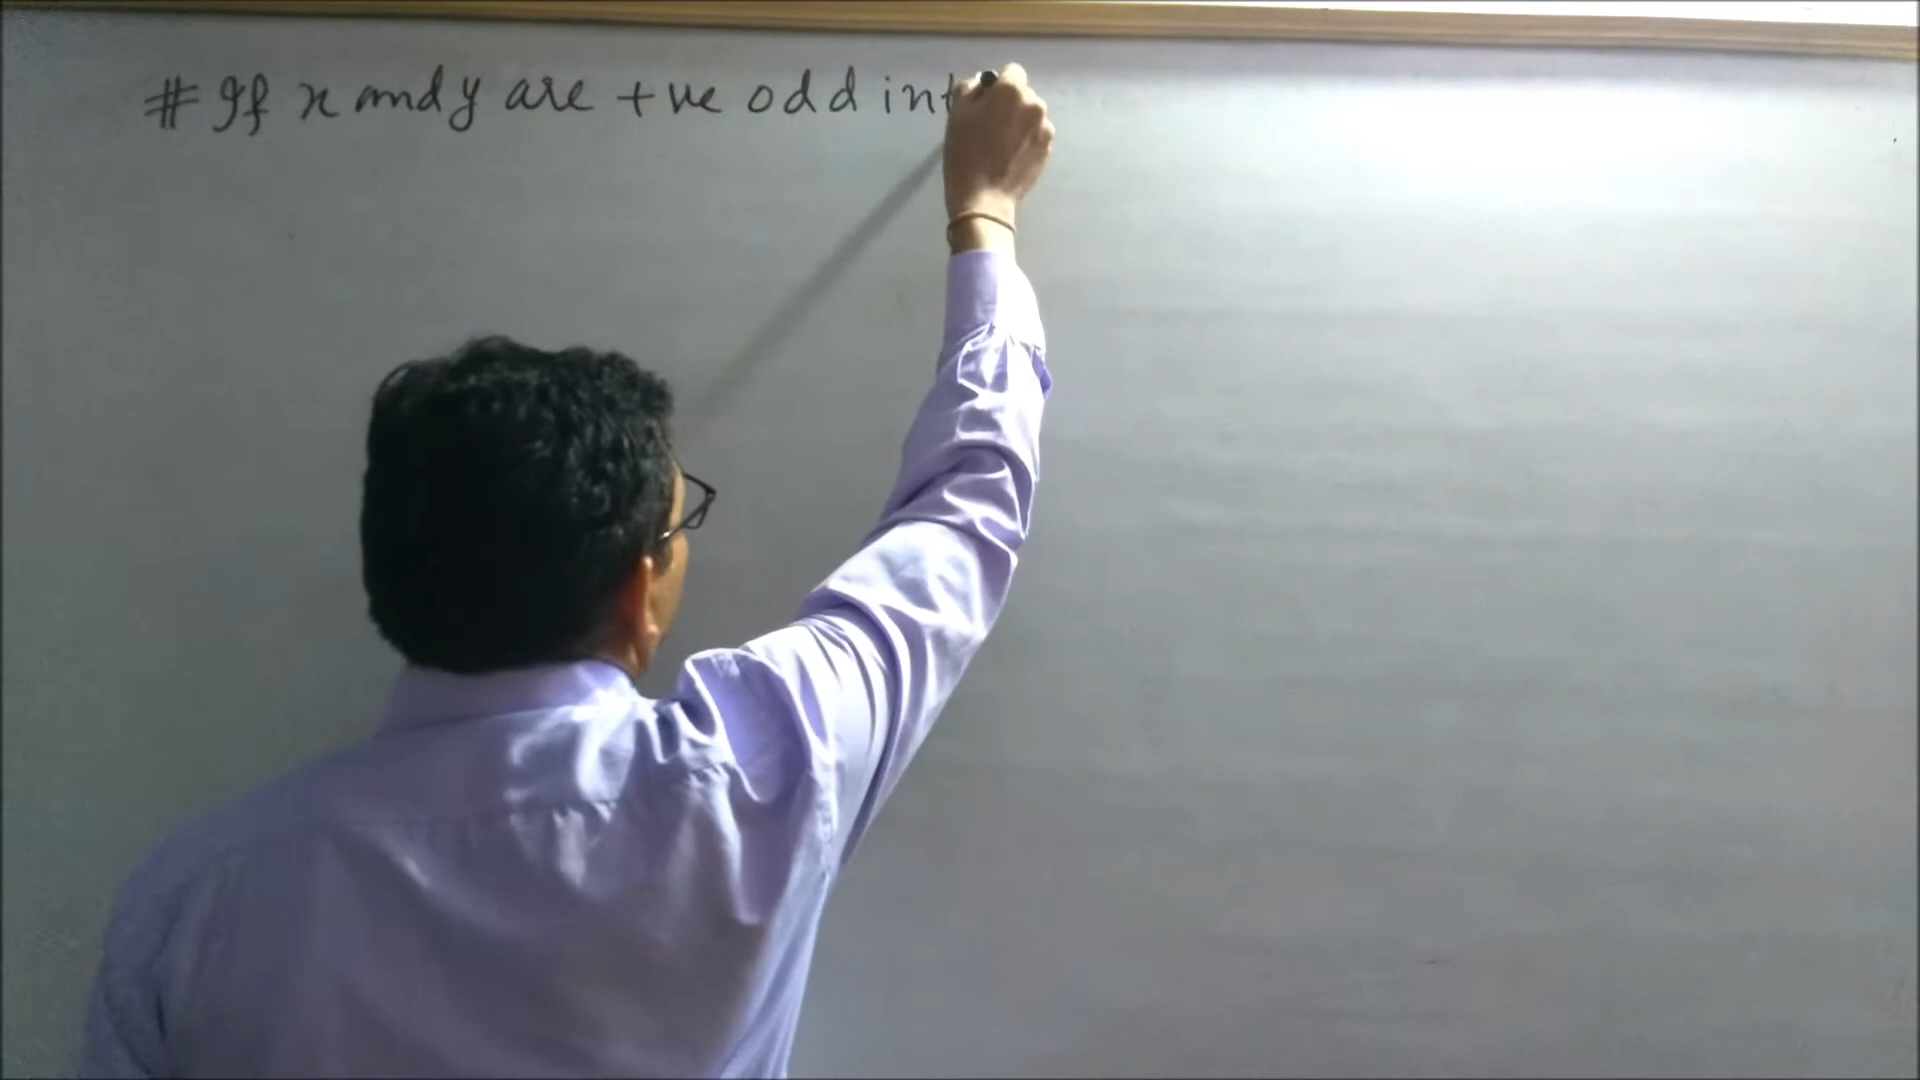 # If x and y are +ve odd int